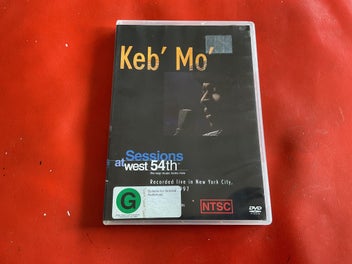 Keb' Mo'
Sessions
at west 54th
Recorded live in New York City,
G
NTSC
DVD